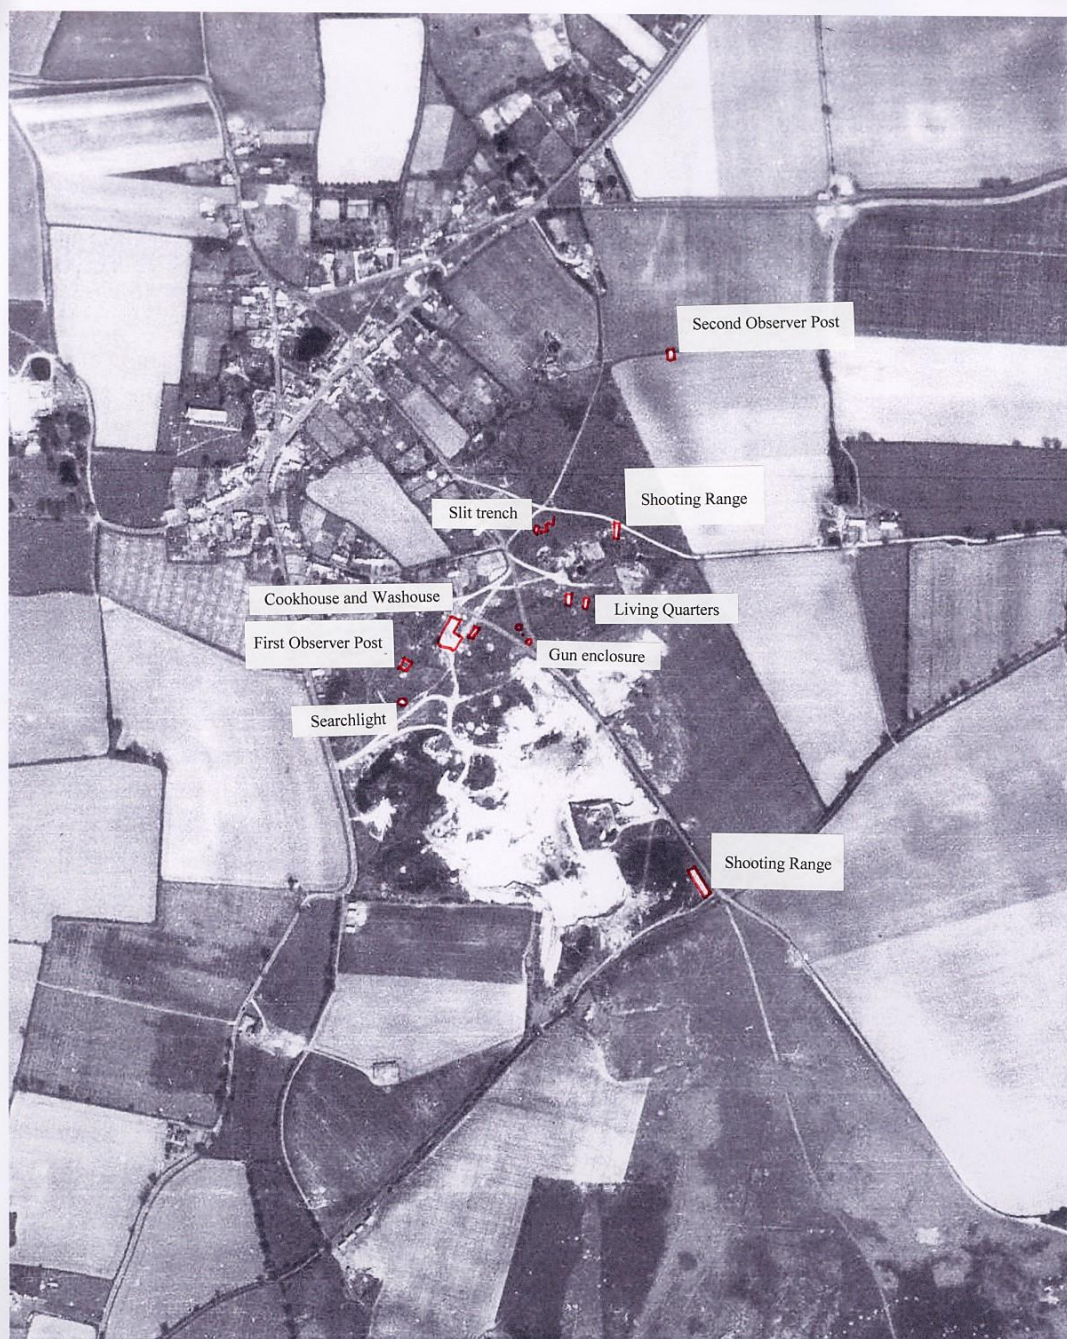 Second Observer Post
Shooting Range
Slit trench
Cookhouse and Washouse
Living Quarters
First Observer Post
Gun enclosure
Searchlight
Shooting Range